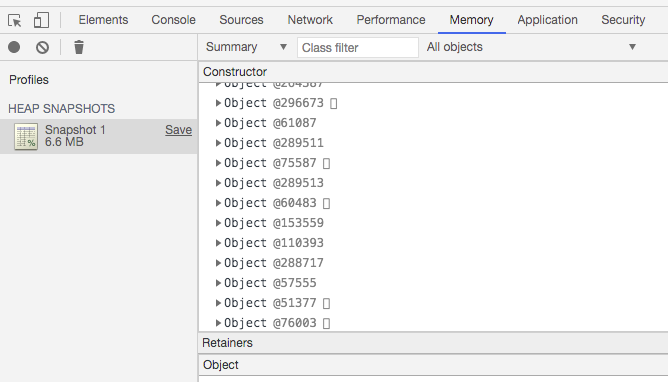 Elements Console Sources Network Performance Memory Application Security
Summary Class filter All objects
Profiles
HEAP SNAPSHOTS
Snapshot 1 Save
6.6 MB
Constructor
Object @264587
Object @296673
Object @61087
Object @289511
Object @75587
Object @289513
Object @60483
Object @153559
Object @110393
Object @288717
Object @57555
Object @51377
Object @76003
Retainers
Object